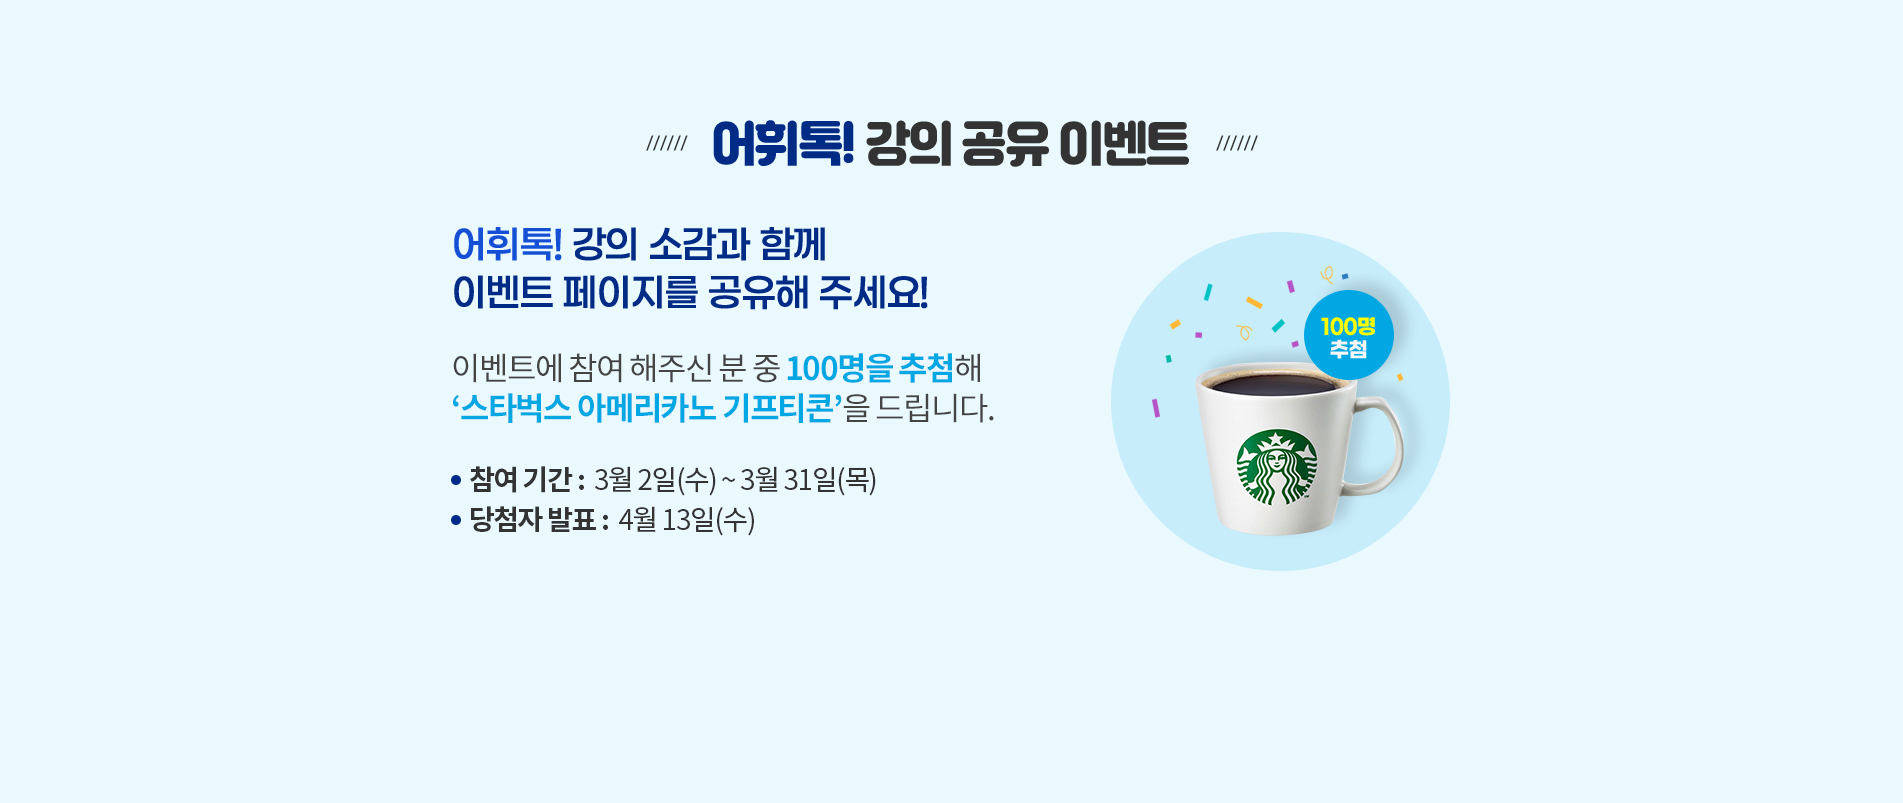 어휘톡! 강의 공유 이벤트
어휘톡! 강의 소감과 함께
이벤트 페이지를 공유해 주세요!
이벤트에 참여 해주신 분 중 100명을 추첨해
‘스타벅스 아메리카노 기프티콘’을 드립니다.
• 참여 기간 : 3월 2일(수) ~ 3월 31일(목)
• 당첨자 발표 : 4월 13일(수)
100명
추첨